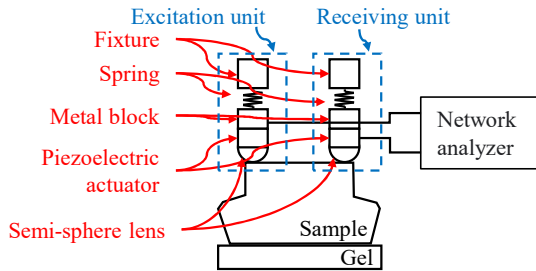 Excitation unit
Receiving unit
Fixture
Spring
Metal block
Piezoelectric
actuator
Semi-sphere lens
Network
analyzer
Sample
Gel